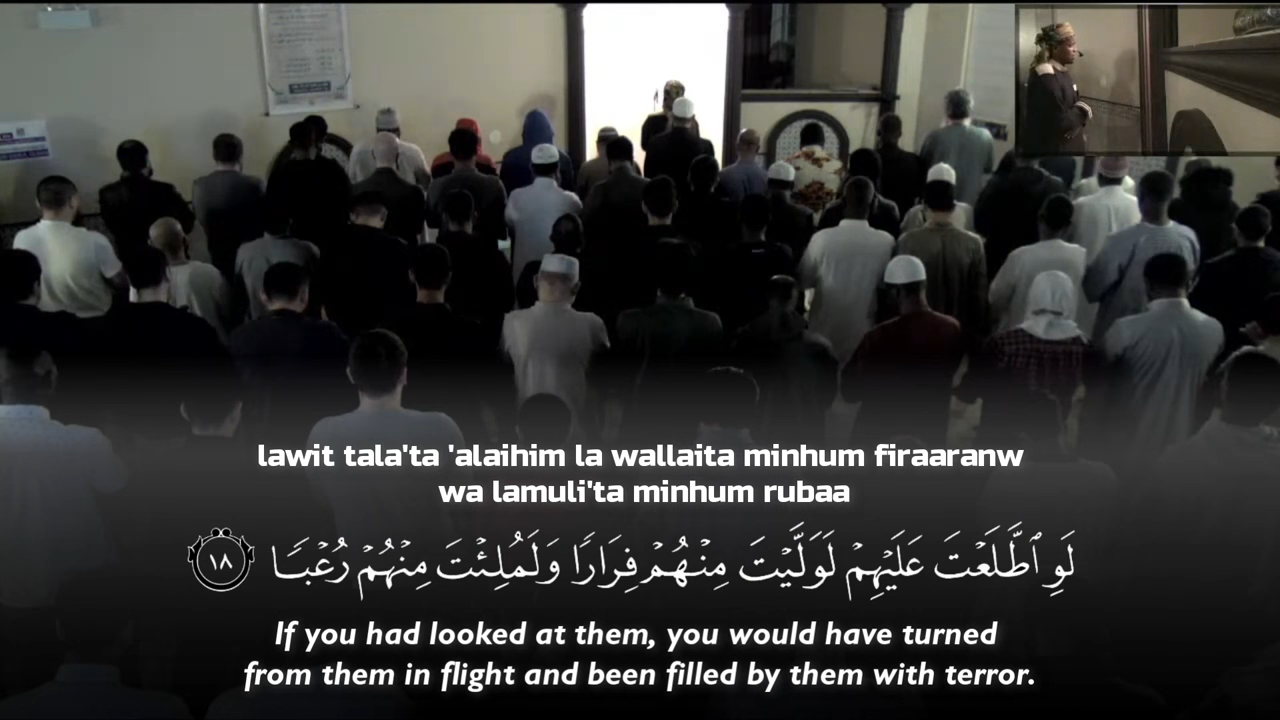 lawit tala'ta 'alaihim la wallaita minhum firaaranw
wa lamuli'ta minhum rubaa
لَوِ ٱطَّلَعْتَ عَلَيْهِمْ لَوَلَّيْتَ مِنْهُمْ فِرَارًا وَلَمُلِئْتَ مِنْهُمْ رُعْبًا ١٨
If you had looked at them, you would have turned
from them in flight and been filled by them with terror.